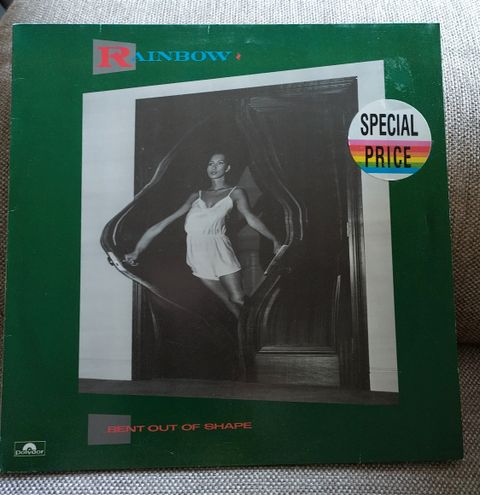 RAINBOW
SPECIAL
PRICE
BENT OUT OF SHAPE
polydor